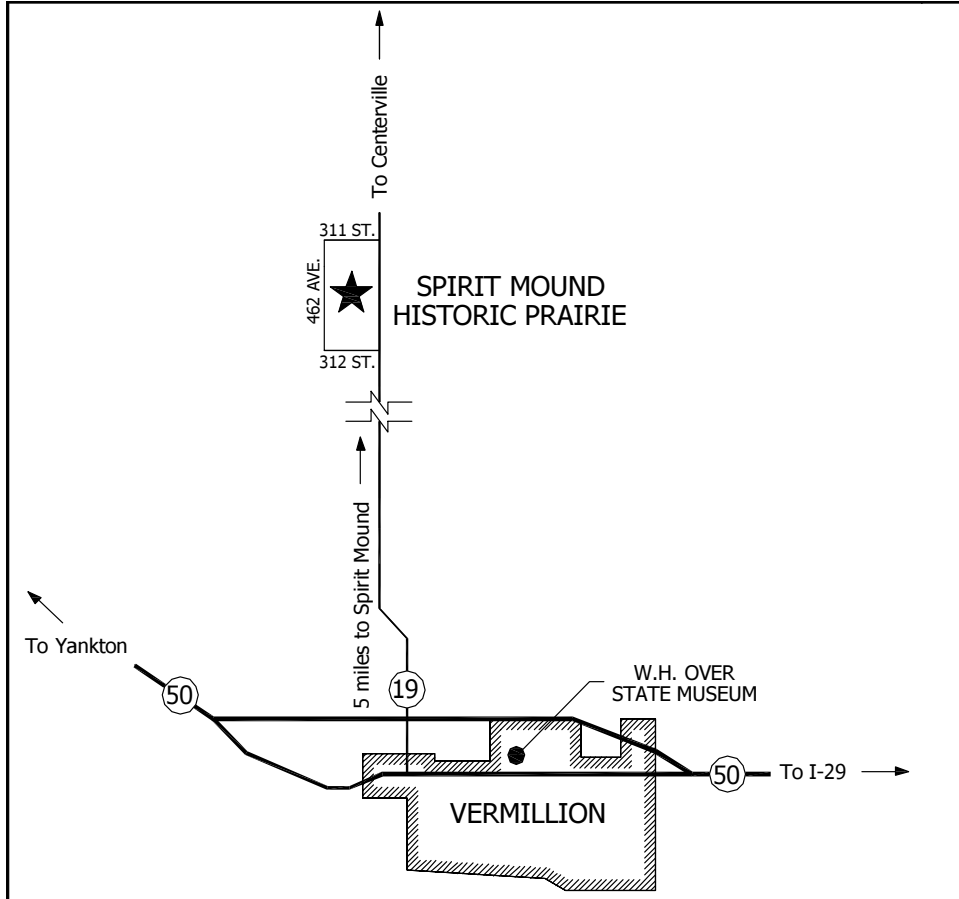 To Centerville
311 ST.
462 AVE.
SPIRIT MOUND
HISTORIC PRAIRIE
312 ST.
5 miles to Spirit Mound
To Yankton
W.H. OVER
STATE MUSEUM
50
19
To I-29
50
VERMILLION